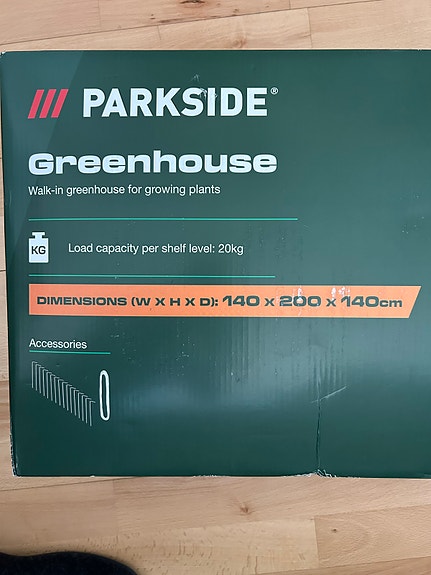 PARKSIDE®
Greenhouse
Walk-in greenhouse for growing plants
KG
Load capacity per shelf level: 20kg
DIMENSIONS (W X H X D): 140 x 200 x 140cm
Accessories